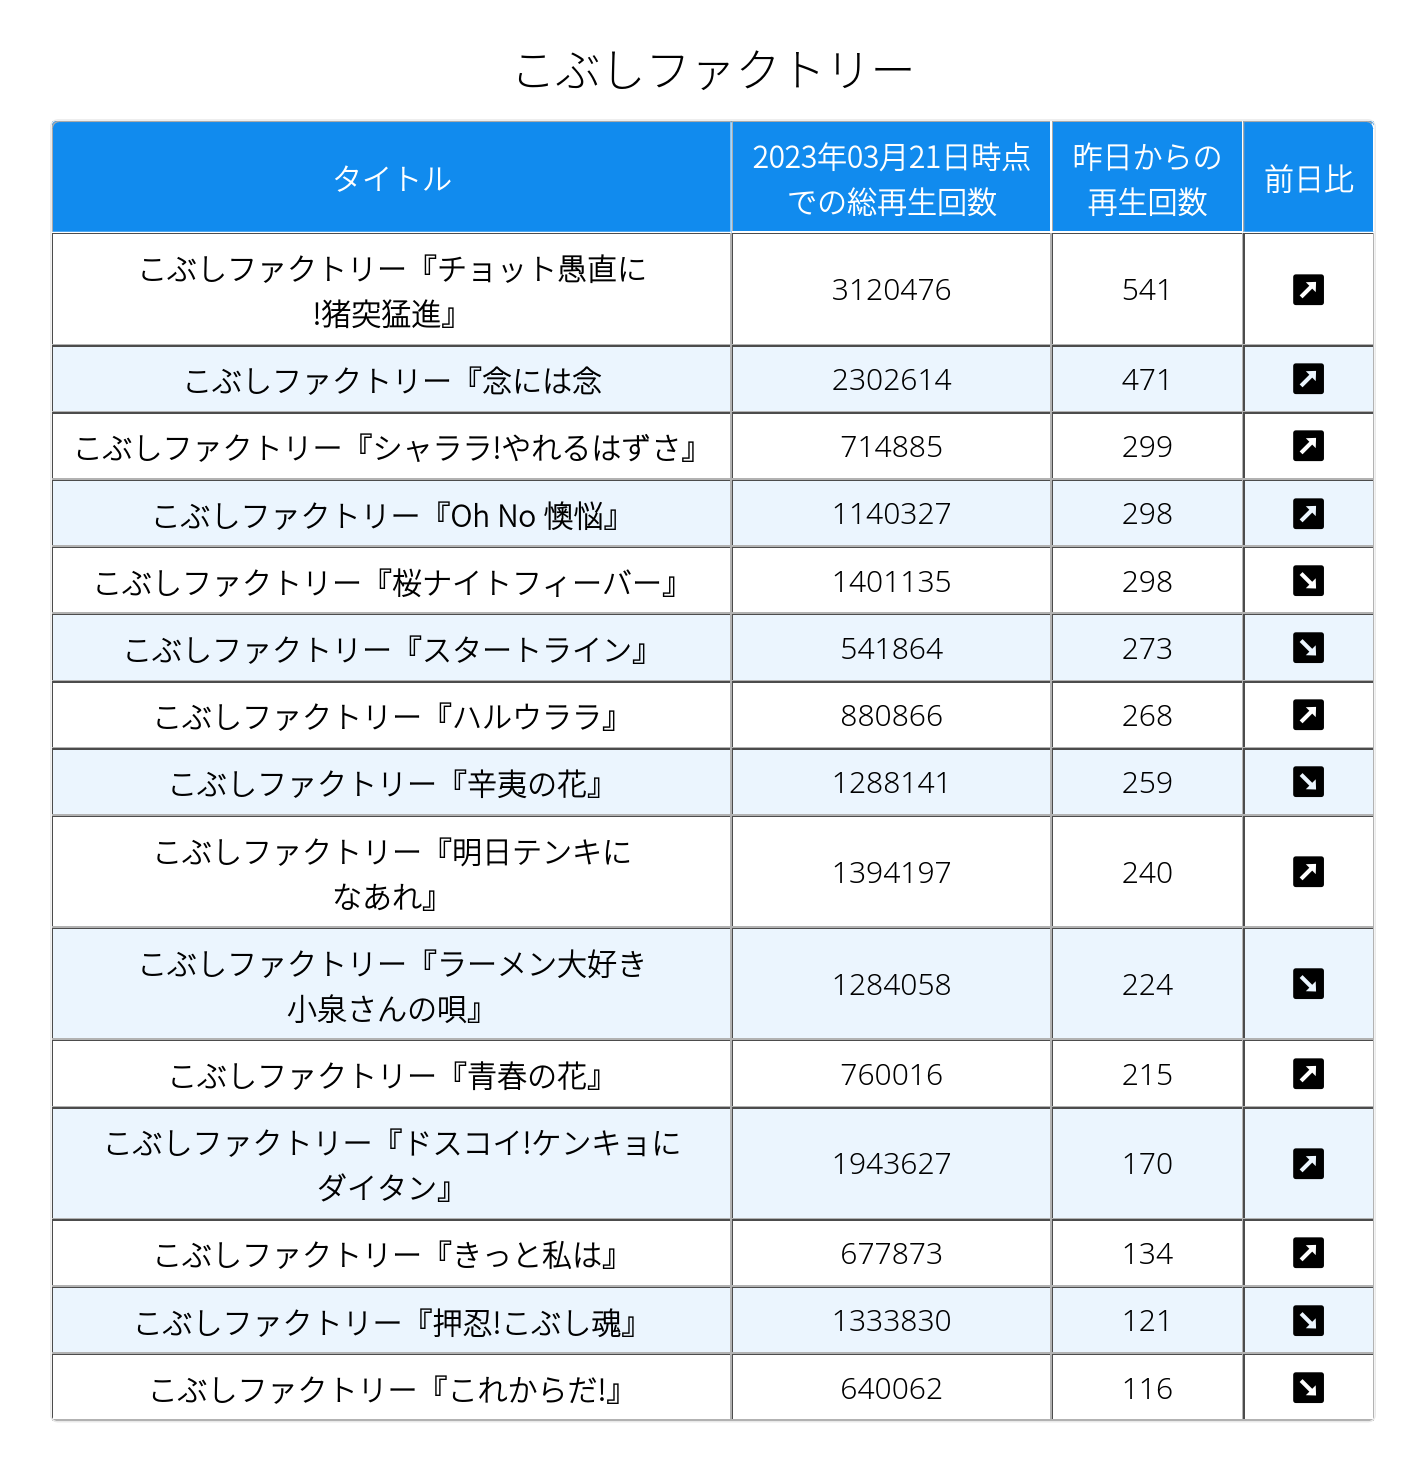 こぶしファクトリー
タイトル
2023年03月21日時点
での総再生回数
昨日からの
再生回数
前日比
こぶしファクトリー『チョット愚直に
!猪突猛進』
3120476
541
こぶしファクトリー『念には念
2302614
471
こぶしファクトリー『シャララ!やれるはずさ』
714885
299
こぶしファクトリー『Oh No 懊悩』
1140327
298
こぶしファクトリー『桜ナイトフィーバー』
1401135
298
こぶしファクトリー『スタートライン』
541864
273
こぶしファクトリー『ハルウララ』
880866
268
こぶしファクトリー『辛夷の花』
1288141
259
こぶしファクトリー『明日テンキに
なあれ』
1394197
240
こぶしファクトリー『ラーメン大好き
小泉さんの唄』
1284058
224
こぶしファクトリー『青春の花』
760016
215
こぶしファクトリー『ドスコイ!ケンキョに
ダイタン』
1943627
170
こぶしファクトリー『きっと私は』
677873
134
こぶしファクトリー『押忍!こぶし魂』
1333830
121
こぶしファクトリー『これからだ!』
640062
116